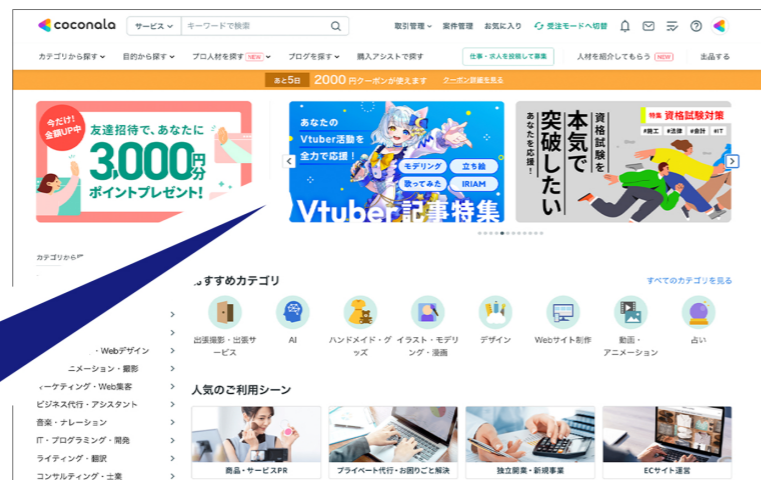 coconala サービス キーワードで検索 取引管理 案件管理 お気に入り 受注モードへ切替
カテゴリから探す 目的から探す プロ人材を探す NEW ブログを探す 購入アシストで探す 仕事・求人を投稿して募集 人材を紹介してもらう NEW 出品する
あと5日 2000円クーポンが使えます クーポン詳細を見る
今だけ!
金額UP中
友達招待で、あなたに
3,000円分
ポイントプレゼント!
あなたの
Vtuber活動を
全力で応援!
モデリング 立ち絵
歌ってみた IRIAM
Vtuber記事特集
特集 資格試験対策
#施工 #法律 #会計 #IT
資格試験を
本気で
突破したい
あなたを応援!
カテゴリから
すすめカテゴリ すべてのカテゴリを見る
出張撮影・出張サービス
AI
ハンドメイド・グッズ
イラスト・モデリング・漫画
デザイン
Webサイト制作
動画・アニメーション
占い
・Webデザイン
ニメーション・撮影
ーケティング・Web集客
ビジネス代行・アシスタント
音楽・ナレーション
IT・プログラミング・開発
ライティング・翻訳
コンサルティング・士業
人気のご利用シーン
商品・サービスPR
プライベート代行・お困りごと解決
独立開業・新規事業
ECサイト運営